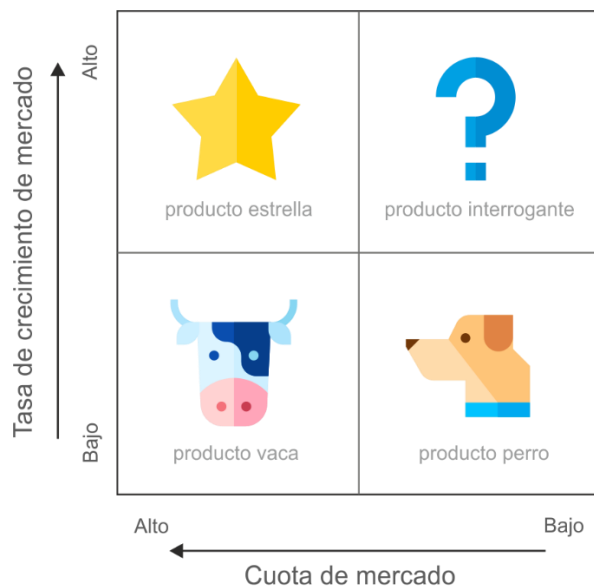 Tasa de crecimiento de mercado
Alto
Bajo
producto estrella
producto interrogante
producto vaca
producto perro
Alto
Bajo
Cuota de mercado